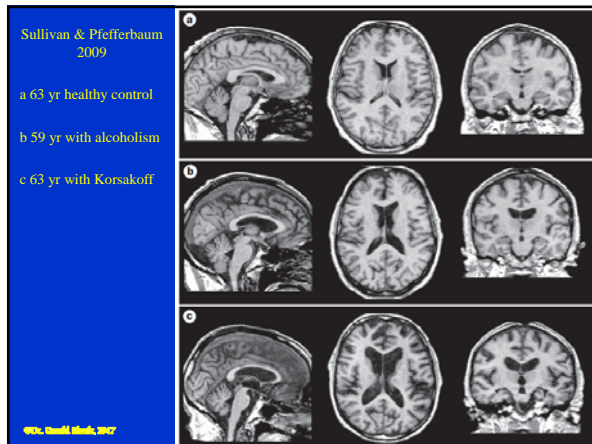 Sullivan & Pfefferbaum
2009
a 63 yr healthy control
b 59 yr with alcoholism
c 63 yr with Korsakoff
a
b
c